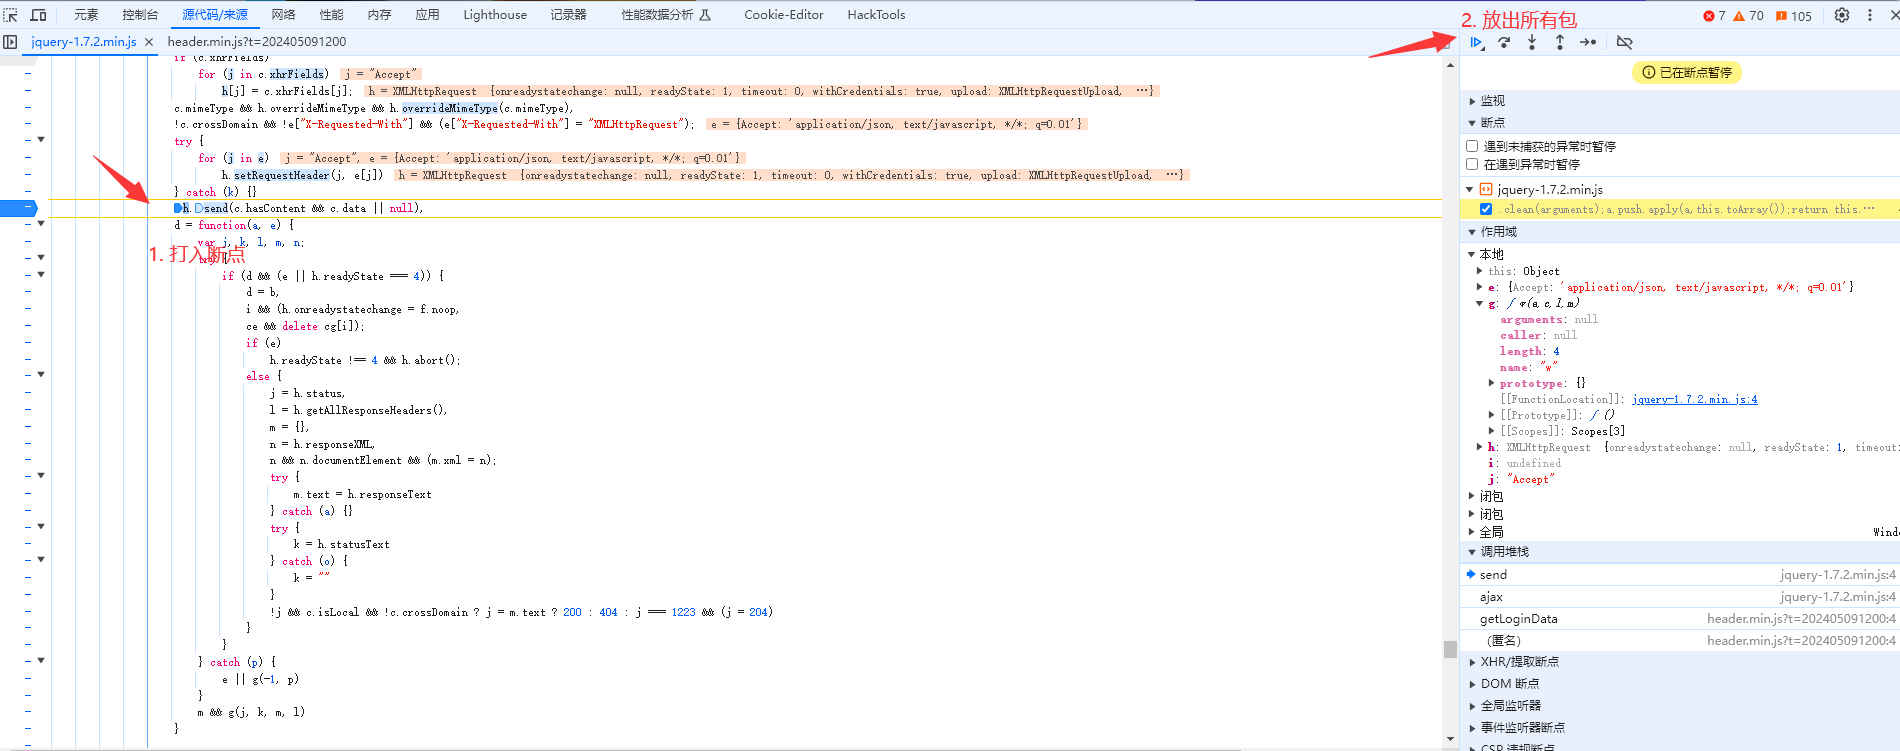 元素 控制台 源代码/来源 网络 性能 内存 应用 Lighthouse 记录器 性能数据分析 Cookie-Editor HackTools
7 70 105
2. 放出所有包
jquery-1.7.2.min.js × header.min.js?t=202405091200
if (c.xhrFields)
for (j in c.xhrFields) j = "Accept"
h[j] = c.xhrFields[j]; h = XMLHttpRequest {onreadystatechange: null, readyState: 1, timeout: 0, withCredentials: true, upload: XMLHttpRequestUpload, …}
c.mimeType && h.overrideMimeType && h.overrideMimeType(c.mimeType),
!c.crossDomain && !e["X-Requested-With"] && (e["X-Requested-With"] = "XMLHttpRequest"); e = {Accept: 'application/json, text/javascript, */*; q=0.01'}
try {
for (j in e) j = "Accept", e = {Accept: 'application/json, text/javascript, */*; q=0.01'}
h.setRequestHeader(j, e[j]) h = XMLHttpRequest {onreadystatechange: null, readyState: 1, timeout: 0, withCredentials: true, upload: XMLHttpRequestUpload, …}
} catch (k) {}
h.send(c.hasContent && c.data || null),
d = function(a, e) {
var j, k, l, m, n;
1. 打入断点
try {
if (d && (e || h.readyState === 4)) {
d = b,
i && (h.onreadystatechange = f.noop,
ce && delete cg[i]);
if (e)
h.readyState !== 4 && h.abort();
else {
j = h.status,
l = h.getAllResponseHeaders(),
m = {},
n = h.responseXML,
n && n.documentElement && (m.xml = n);
try {
m.text = h.responseText
} catch (a) {}
try {
k = h.statusText
} catch (o) {
k = ""
}
!j && c.isLocal && !c.crossDomain ? j = m.text ? 200 : 404 : j === 1223 && (j = 204)
}
}
} catch (p) {
e || g(-1, p)
}
m && g(j, k, m, l)
}
已在断点暂停
监视
断点
遇到未捕获的异常时暂停
在遇到异常时暂停
jquery-1.7.2.min.js
.clean(arguments);a.push.apply(a,this.toArray());return this.…
作用域
本地
this: Object
e: {Accept: 'application/json, text/javascript, */*; q=0.01'}
g: ƒ w(a,c,l,m)
arguments: null
caller: null
length: 4
name: "w"
prototype: {}
[[FunctionLocation]]: jquery-1.7.2.min.js:4
[[Prototype]]: ƒ ()
[[Scopes]]: Scopes[3]
h: XMLHttpRequest {onreadystatechange: null, readyState: 1, timeout:
i: undefined
j: "Accept"
闭包
闭包
全局 Wind
调用堆栈
send jquery-1.7.2.min.js:4
ajax jquery-1.7.2.min.js:4
getLoginData header.min.js?t=202405091200:4
（匿名） header.min.js?t=202405091200:4
XHR/提取断点
DOM 断点
全局监听器
事件监听器断点
CSP 违规断点